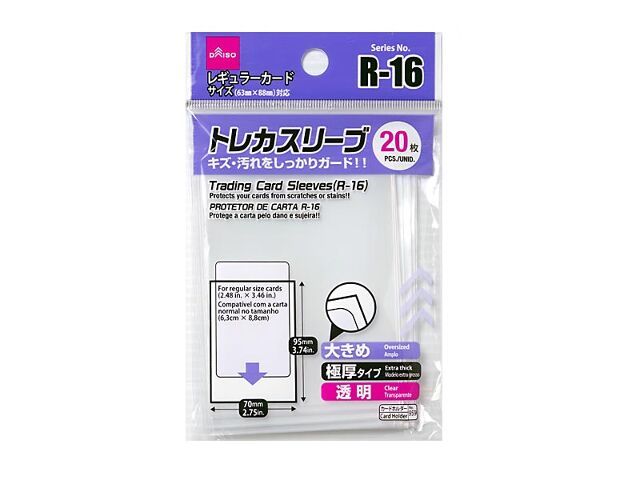 DAISO
Series No.
R-16
レギュラーカード
サイズ(63mm×88mm)対応
トレカスリーブ
20枚
PCS./UNID.
キズ・汚れをしっかりガード!!
Trading Card Sleeves(R-16)
Protects your cards from scratches or stains!!
PROTETOR DE CARTA R-16
Protege a carta pelo dano e sujeira!!
For regular size cards
(2.48 in. × 3.46 in.)
Compatível com a carta
normal no tamanho
(6,3cm × 8,8cm)
95mm
3.74in.
70mm
2.75in.
大きめ
Oversized
Amplo
極厚タイプ
Extra thick
Modelo extra grosso
透明
Clear
Transparente
カードホルダー
Card Holder